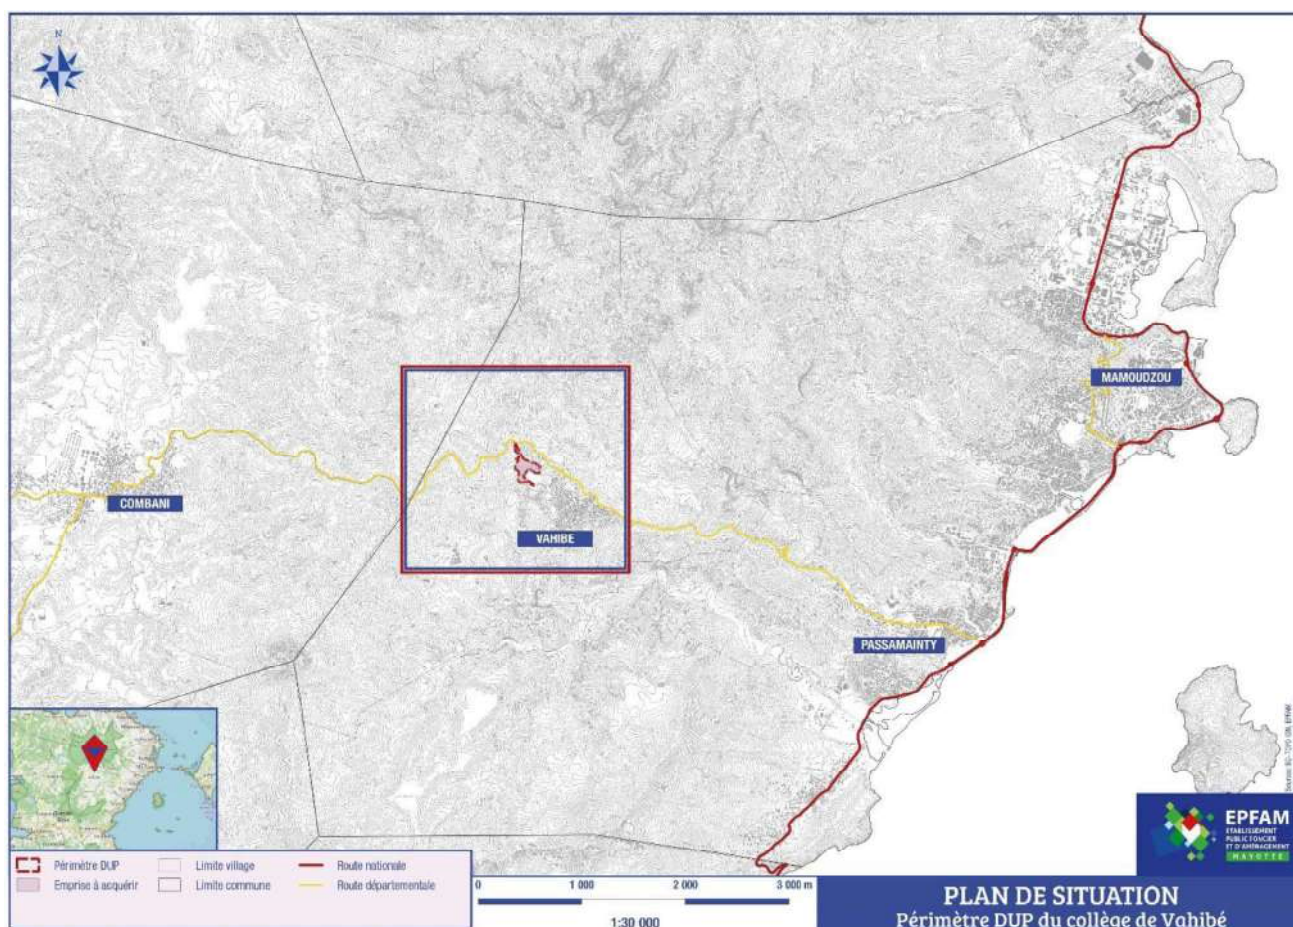 N
MAMOUDZOU
COMBANI
VAHIBE
PASSAMAINTY
EPFAM
ETABLISSEMENT
PUBLIC FONCIER
ET D'AMÉNAGEMENT
MAYOTTE
Périmètre DUP
Emprise à acquérir
Limite village
Limite commune
Route nationale
Route départementale
0 1 000 2 000 3 000 m
1:30 000
PLAN DE SITUATION
Périmètre DUP du collège de Vahibé